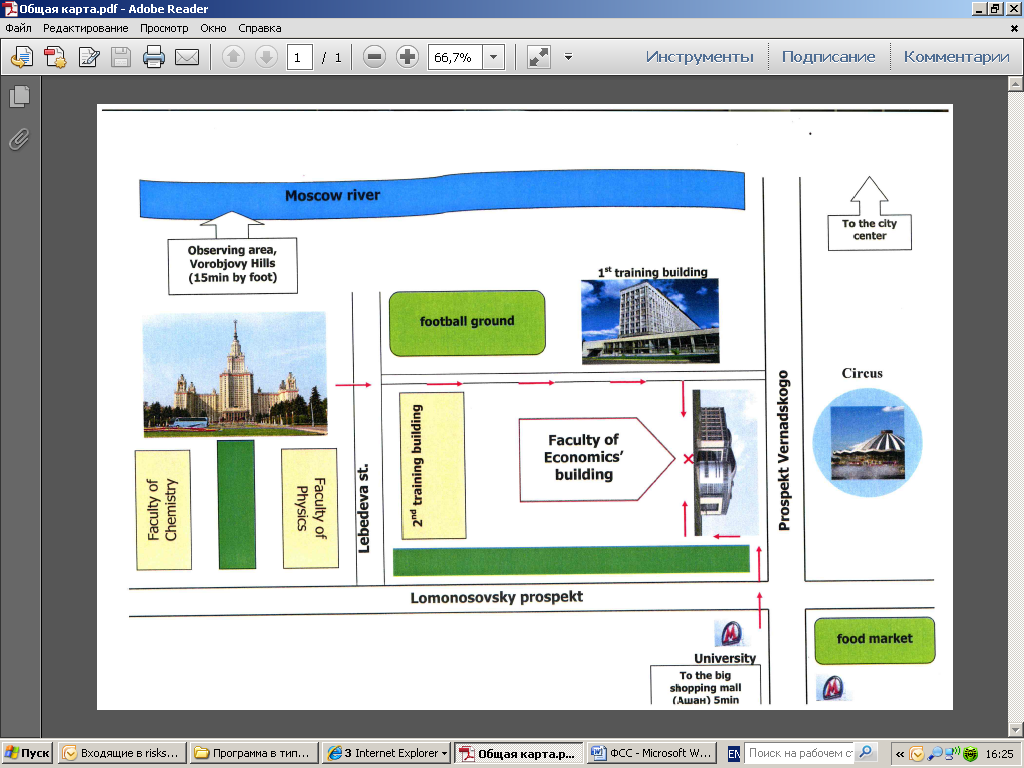 Общая карта.pdf - Adobe Reader
Файл Редактирование Просмотр Окно Справка
1 / 1 66,7% Инструменты Подписание Комментарии
Moscow river
To the city
center
Observing area,
Vorobjovy Hills
(15min by foot)
1st training building
football ground
Circus
Prospekt Vernadskogo
2nd training building
Faculty of
Economics’
building
Faculty of
Chemistry
Faculty of
Physics
Lebedeva st.
Lomonosovsky prospekt
food market
University
To the big
shopping mall
(Ашан) 5min
Пуск Входящие в risks... Программа в тип... 3 Internet Explorer Общая карта.p... ФСС - Microsoft W... EN Поиск на рабочем ст « 16:25